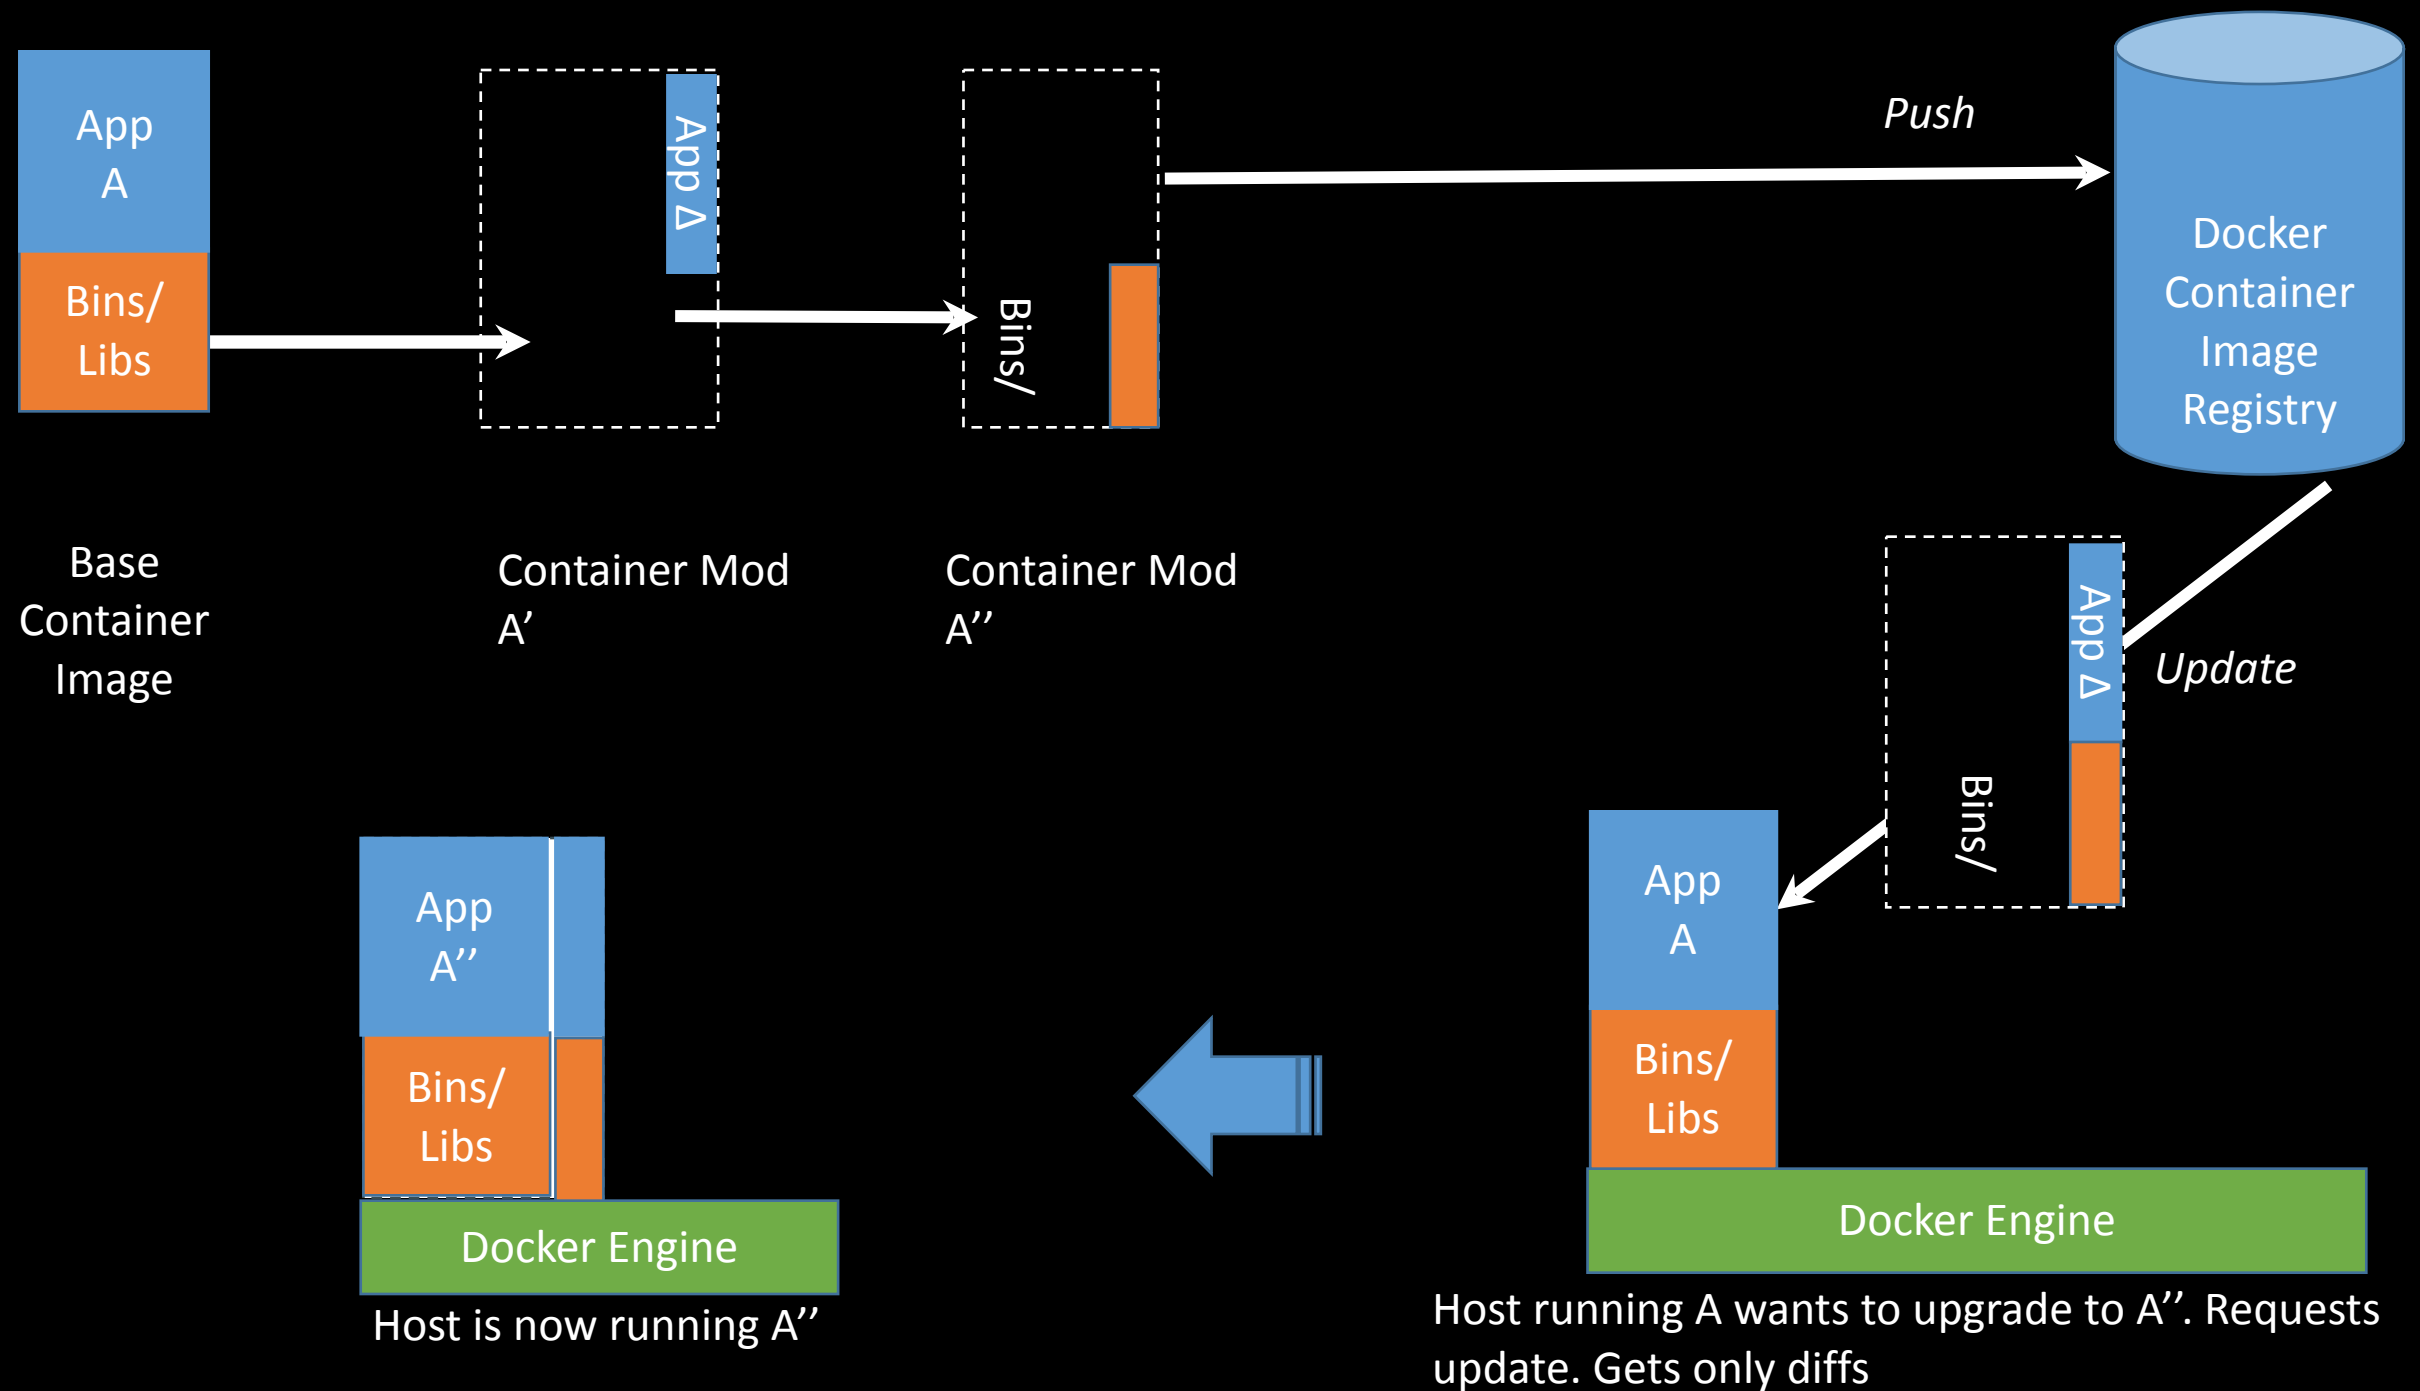 App
A
Bins/
Libs
App Δ
Bins/
Push
Docker
Container
Image
Registry
Base
Container
Image
Container Mod
A’
Container Mod
A’’
App Δ
Bins/
Update
App
A
Bins/
Libs
Docker Engine
Host running A wants to upgrade to A’’. Requests
update. Gets only diffs
App
A’’
Bins/
Libs
Docker Engine
Host is now running A’’